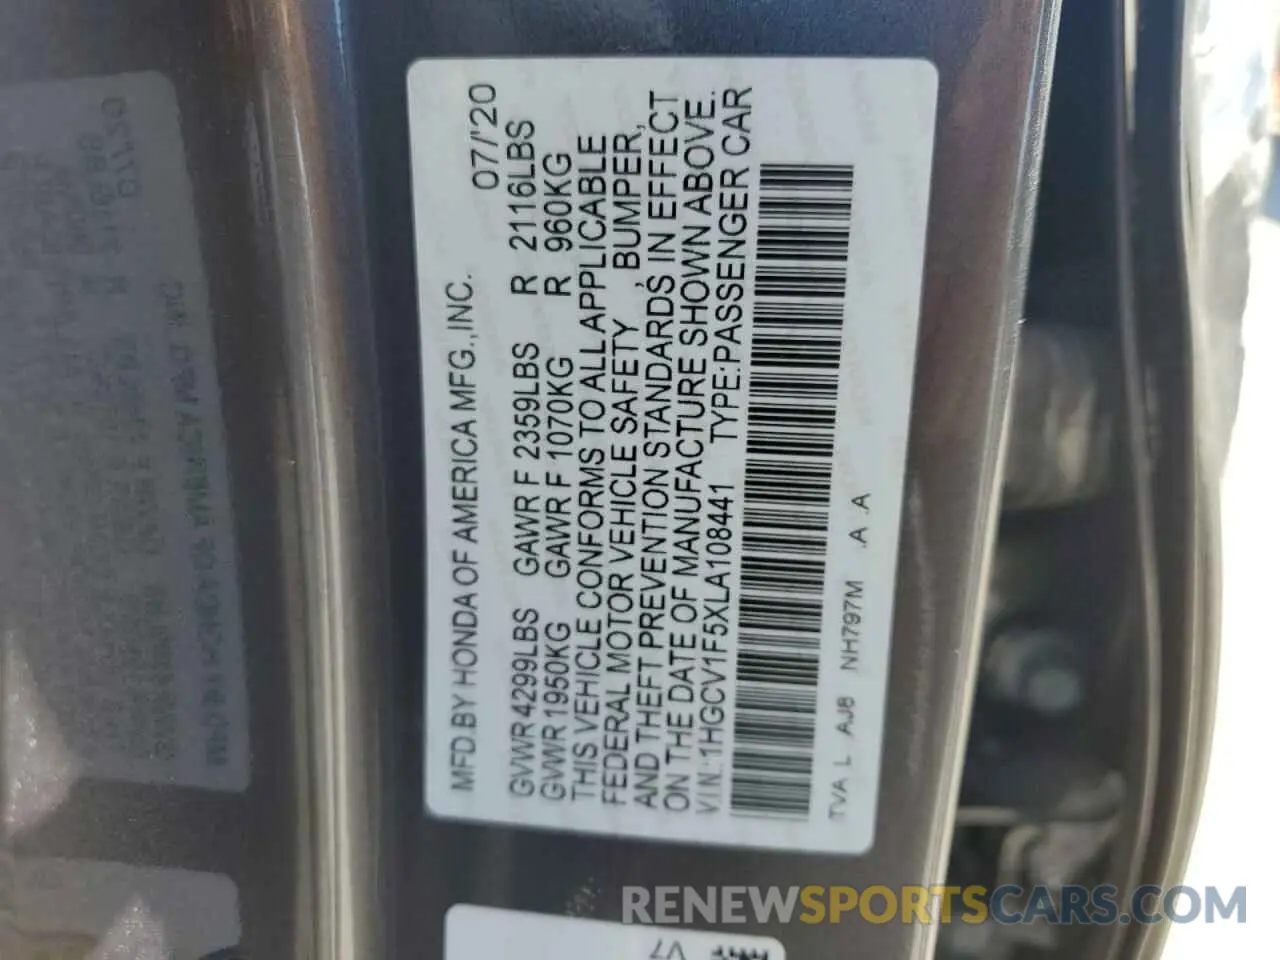 MFD.BY HONDA OF AMERICA MFG.,INC. 07/'20
GVWR 4299LBS GAWR F 2359LBS R 2116LBS
GVWR 1950KG GAWR F 1070KG R 960KG
THIS VEHICLE CONFORMS TO ALL APPLICABLE
FEDERAL MOTOR VEHICLE SAFETY, BUMPER,
AND THEFT PREVENTION STANDARDS IN EFFECT
ON THE DATE OF MANUFACTURE SHOWN ABOVE.
VIN.:1HGCV1F5XLA108441 TYPE:PASSENGER CAR
TVA L AJ8 NH797M .A .A
V7
RENEWSPORTSCARS.COM